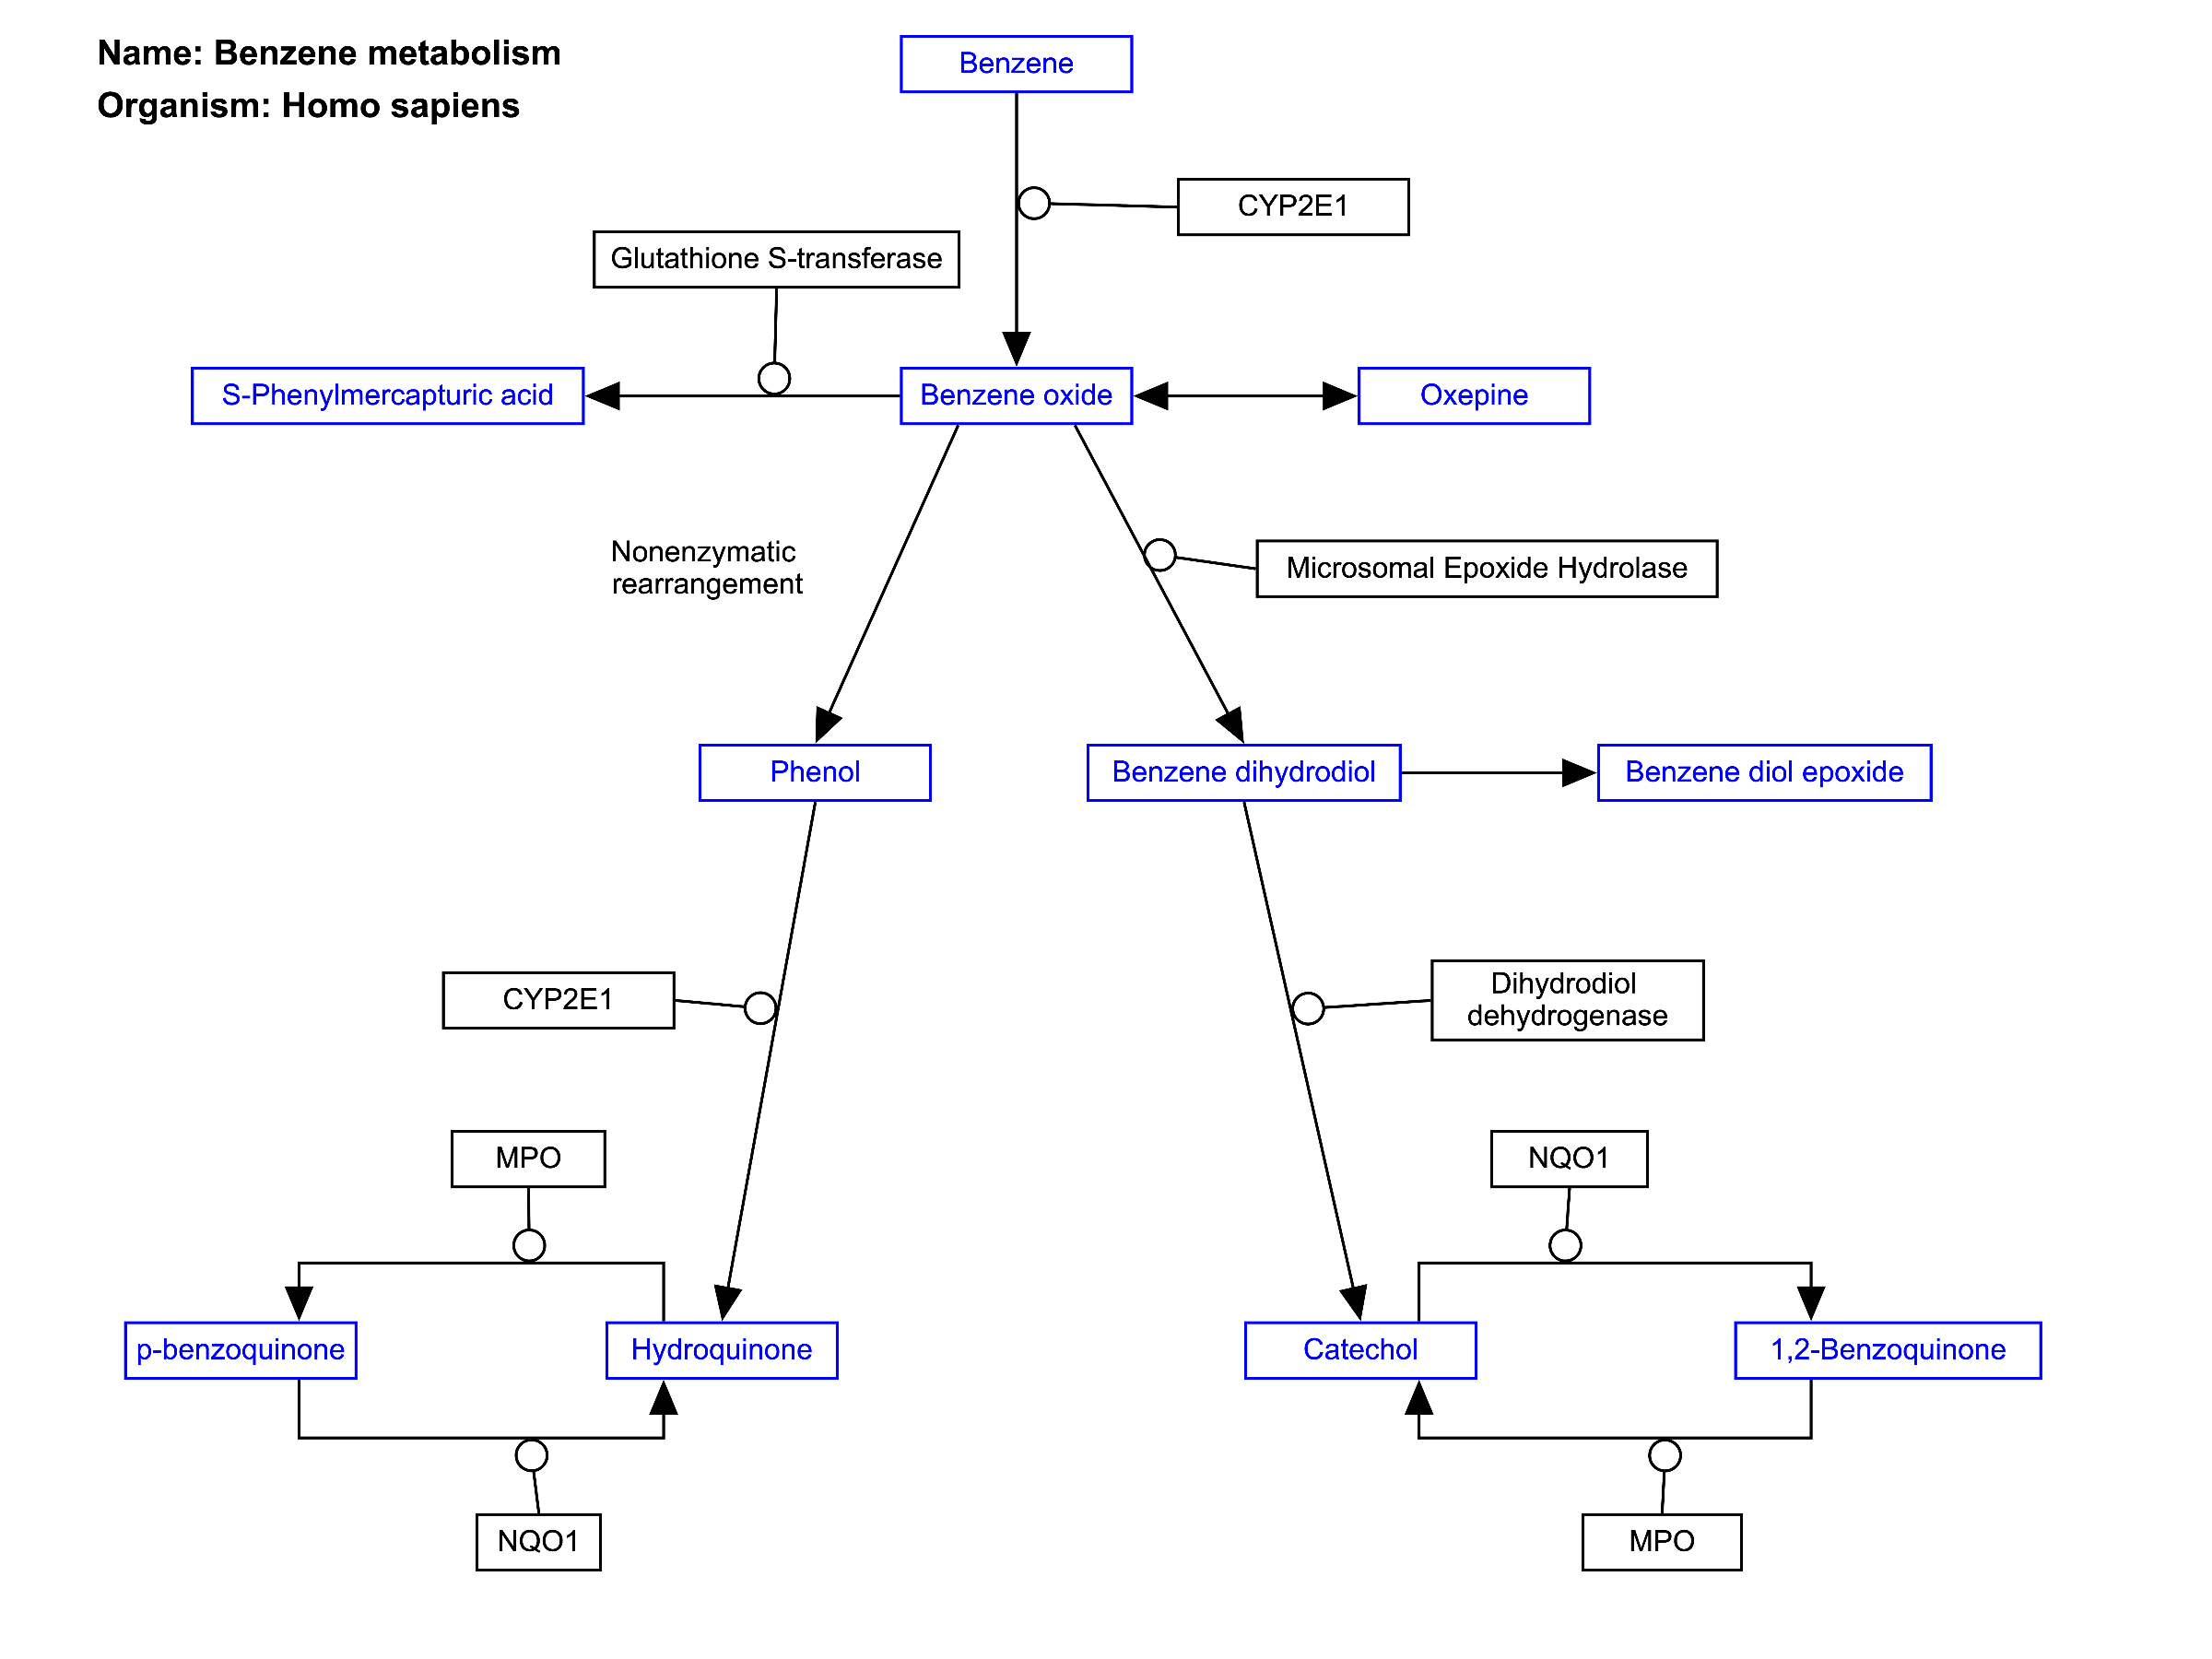 Name: Benzene metabolism
Organism: Homo sapiens
Benzene
CYP2E1
Glutathione S-transferase
S-Phenylmercapturic acid
Benzene oxide
Oxepine
Nonenzymatic
rearrangement
Microsomal Epoxide Hydrolase
Phenol
Benzene dihydrodiol
Benzene diol epoxide
CYP2E1
Dihydrodiol
dehydrogenase
MPO
NQO1
p-benzoquinone
Hydroquinone
Catechol
1,2-Benzoquinone
NQO1
MPO